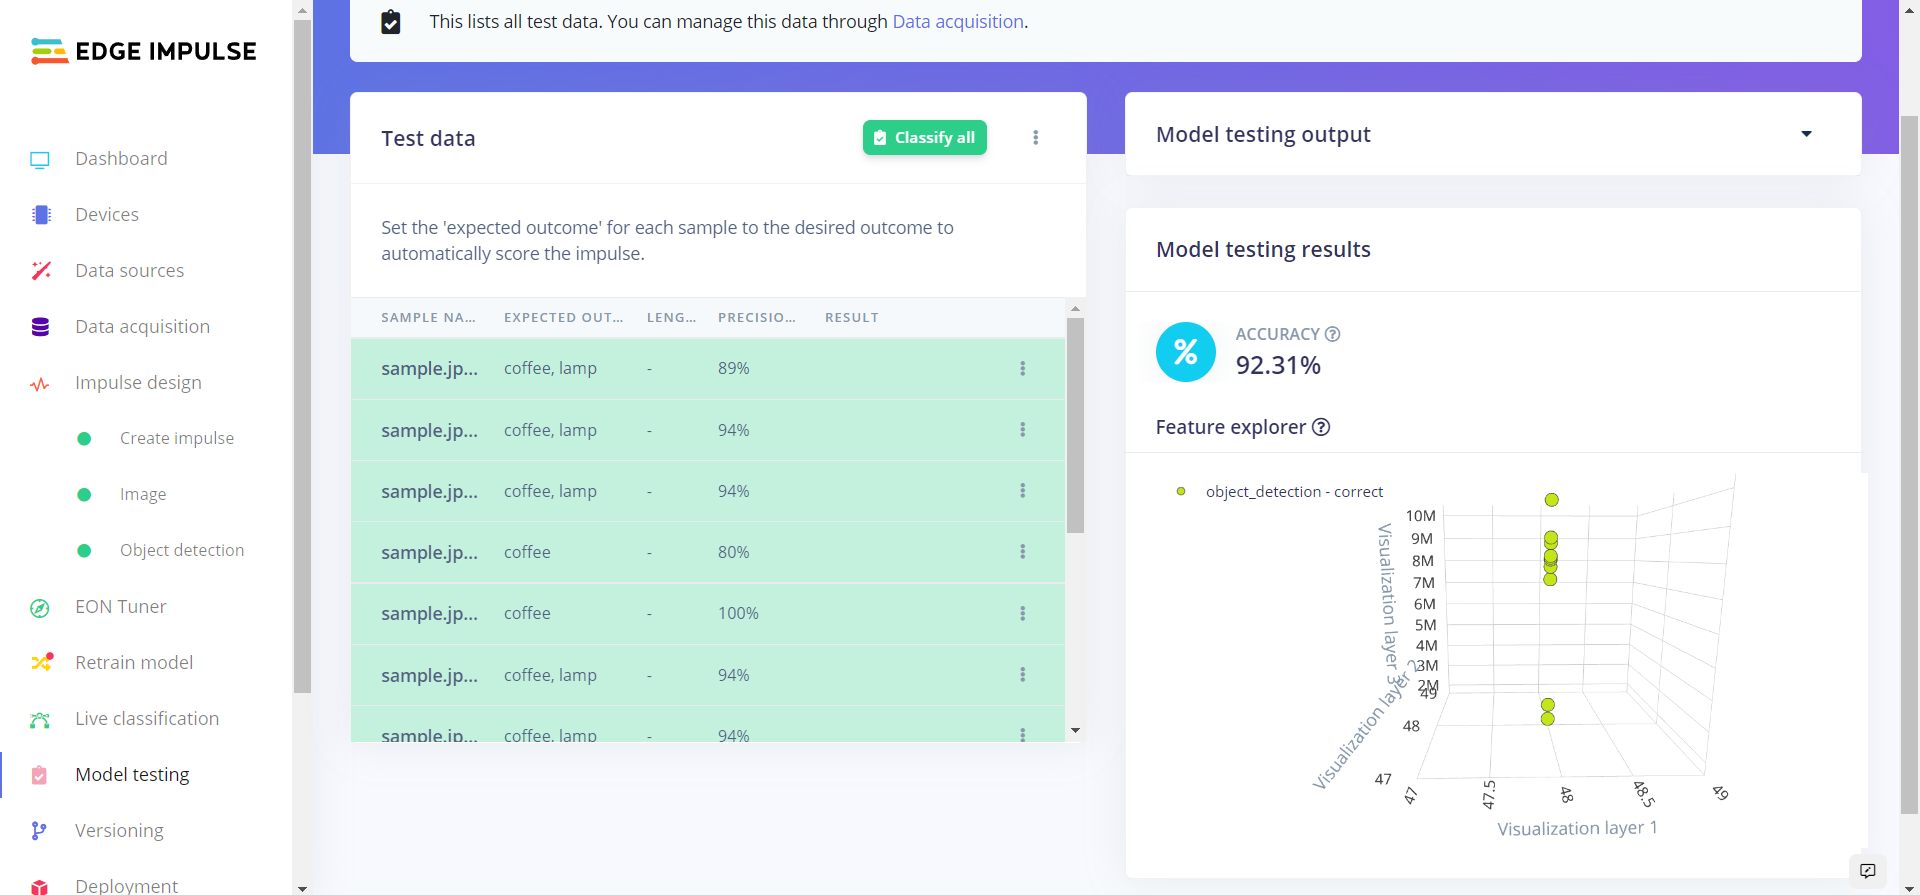 EDGE IMPULSE
Dashboard
Devices
Data sources
Data acquisition
Impulse design
Create impulse
Image
Object detection
EON Tuner
Retrain model
Live classification
Model testing
Versioning
Deployment
This lists all test data. You can manage this data through Data acquisition.
Test data
Classify all
Set the 'expected outcome' for each sample to the desired outcome to
automatically score the impulse.
SAMPLE NA... EXPECTED OUT... LENG... PRECISIO... RESULT
sample.jp... coffee, lamp - 89%
sample.jp... coffee, lamp - 94%
sample.jp... coffee, lamp - 94%
sample.jp... coffee - 80%
sample.jp... coffee - 100%
sample.jp... coffee, lamp - 94%
sample.jp... coffee, lamp - 94%
Model testing output
Model testing results
%
ACCURACY ?
92.31%
Feature explorer ?
object_detection - correct
10M
9M
8M
7M
6M
5M
4M
3M
2M
Visualization layer 3
49
48
47
Visualization layer 2
47
47.5
48
48.5
49
Visualization layer 1